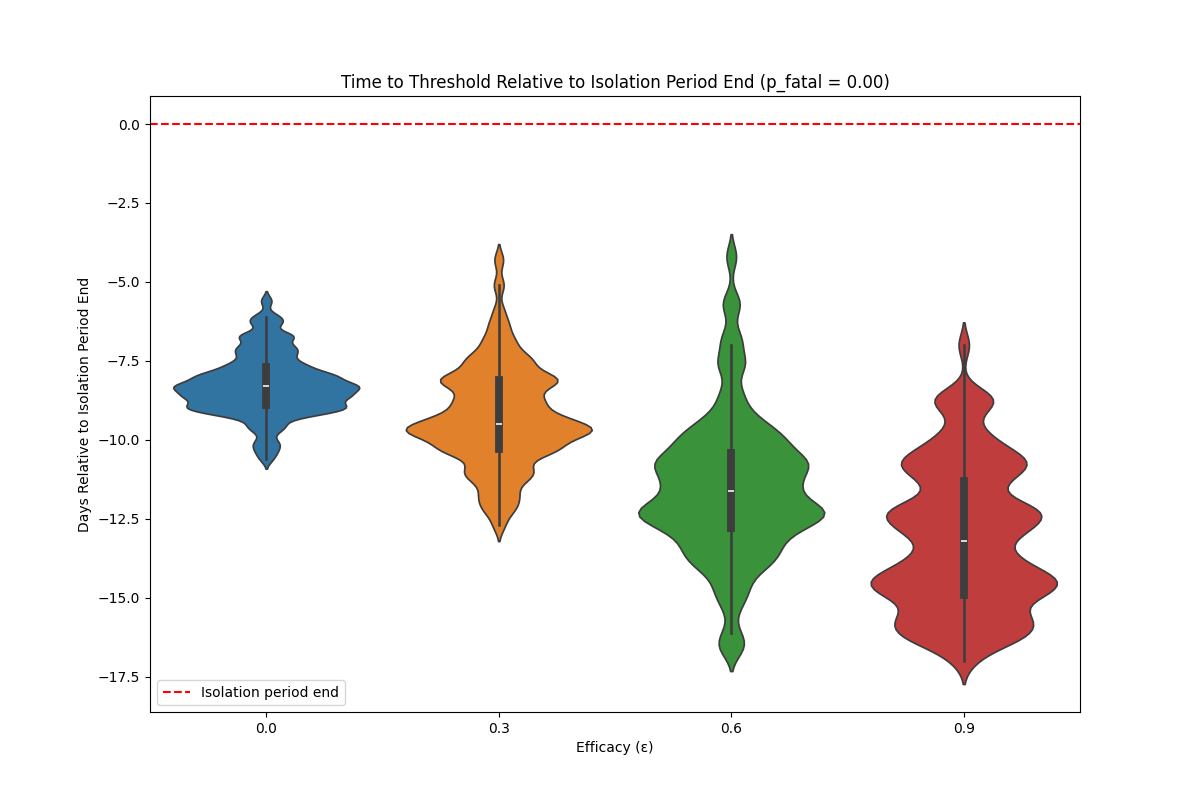 Time to Threshold Relative to Isolation Period End (p_fatal = 0.00)
Days Relative to Isolation Period End
0.0
−2.5
−5.0
−7.5
−10.0
−12.5
−15.0
−17.5
Isolation period end
0.0 0.3 0.6 0.9
Efficacy (ε)